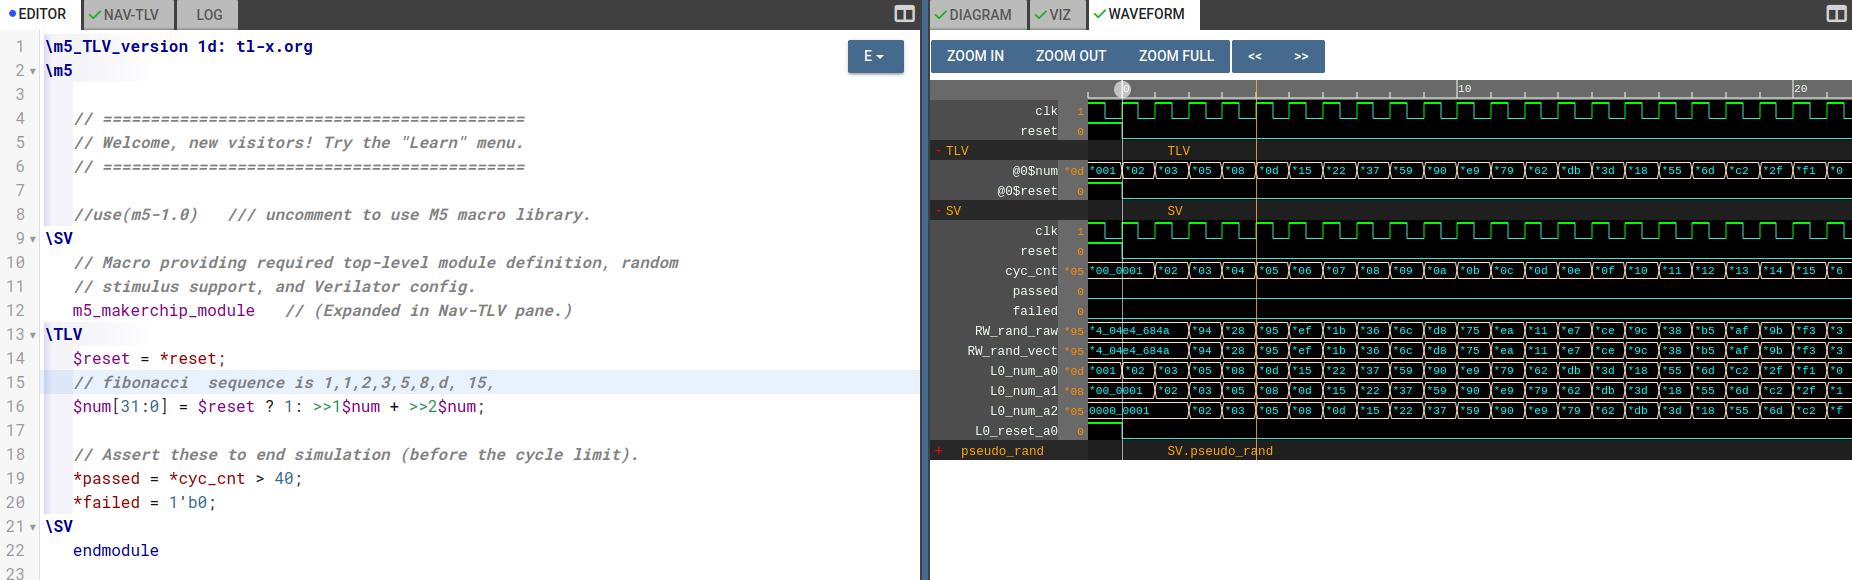 EDITOR NAV-TLV LOG
1 \m5_TLV_version 1d: tl-x.org
2 \m5
3
4 // ============================================
5 // Welcome, new visitors! Try the "Learn" menu.
6 // ============================================
7
8 //use(m5-1.0)   /// uncomment to use M5 macro library.
9 \SV
10 // Macro providing required top-level module definition, random
11 // stimulus support, and Verilator config.
12 m5_makerchip_module   // (Expanded in Nav-TLV pane.)
13 \TLV
14 $reset = *reset;
15 // fibonacci  sequence is 1,1,2,3,5,8,d, 15,
16 $num[31:0] = $reset ? 1: >>1$num + >>2$num;
17
18 // Assert these to end simulation (before the cycle limit).
19 *passed = *cyc_cnt > 40;
20 *failed = 1'b0;
21 \SV
22 endmodule
23
E
DIAGRAM VIZ WAVEFORM
ZOOM IN ZOOM OUT ZOOM FULL << >>
0 10 20
clk 1
reset 0
- TLV TLV
@0$num *0d *001 *02 *03 *05 *08 *0d *15 *22 *37 *59 *90 *e9 *79 *62 *db *3d *18 *55 *6d *c2 *2f *f1 *0
@0$reset 0
- SV SV
clk 1
reset 0
cyc_cnt *05 *00_0001 *02 *03 *04 *05 *06 *07 *08 *09 *0a *0b *0c *0d *0e *0f *10 *11 *12 *13 *14 *15 *6
passed 0
failed 0
RW_rand_raw *95 *4_04e4_684a *94 *28 *95 *ef *1b *36 *6c *d8 *75 *ea *11 *e7 *ce *9c *38 *b5 *af *9b *f3 *3
RW_rand_vect *95 *4_04e4_684a *94 *28 *95 *ef *1b *36 *6c *d8 *75 *ea *11 *e7 *ce *9c *38 *b5 *af *9b *f3 *3
L0_num_a0 *0d *001 *02 *03 *05 *08 *0d *15 *22 *37 *59 *90 *e9 *79 *62 *db *3d *18 *55 *6d *c2 *2f *f1 *0
L0_num_a1 *08 *00_0001 *02 *03 *05 *08 *0d *15 *22 *37 *59 *90 *e9 *79 *62 *db *3d *18 *55 *6d *c2 *2f *1
L0_num_a2 *05 0000_0001 *02 *03 *05 *08 *0d *15 *22 *37 *59 *90 *e9 *79 *62 *db *3d *18 *55 *6d *c2 *f
L0_reset_a0 0
+ pseudo_rand SV.pseudo_rand